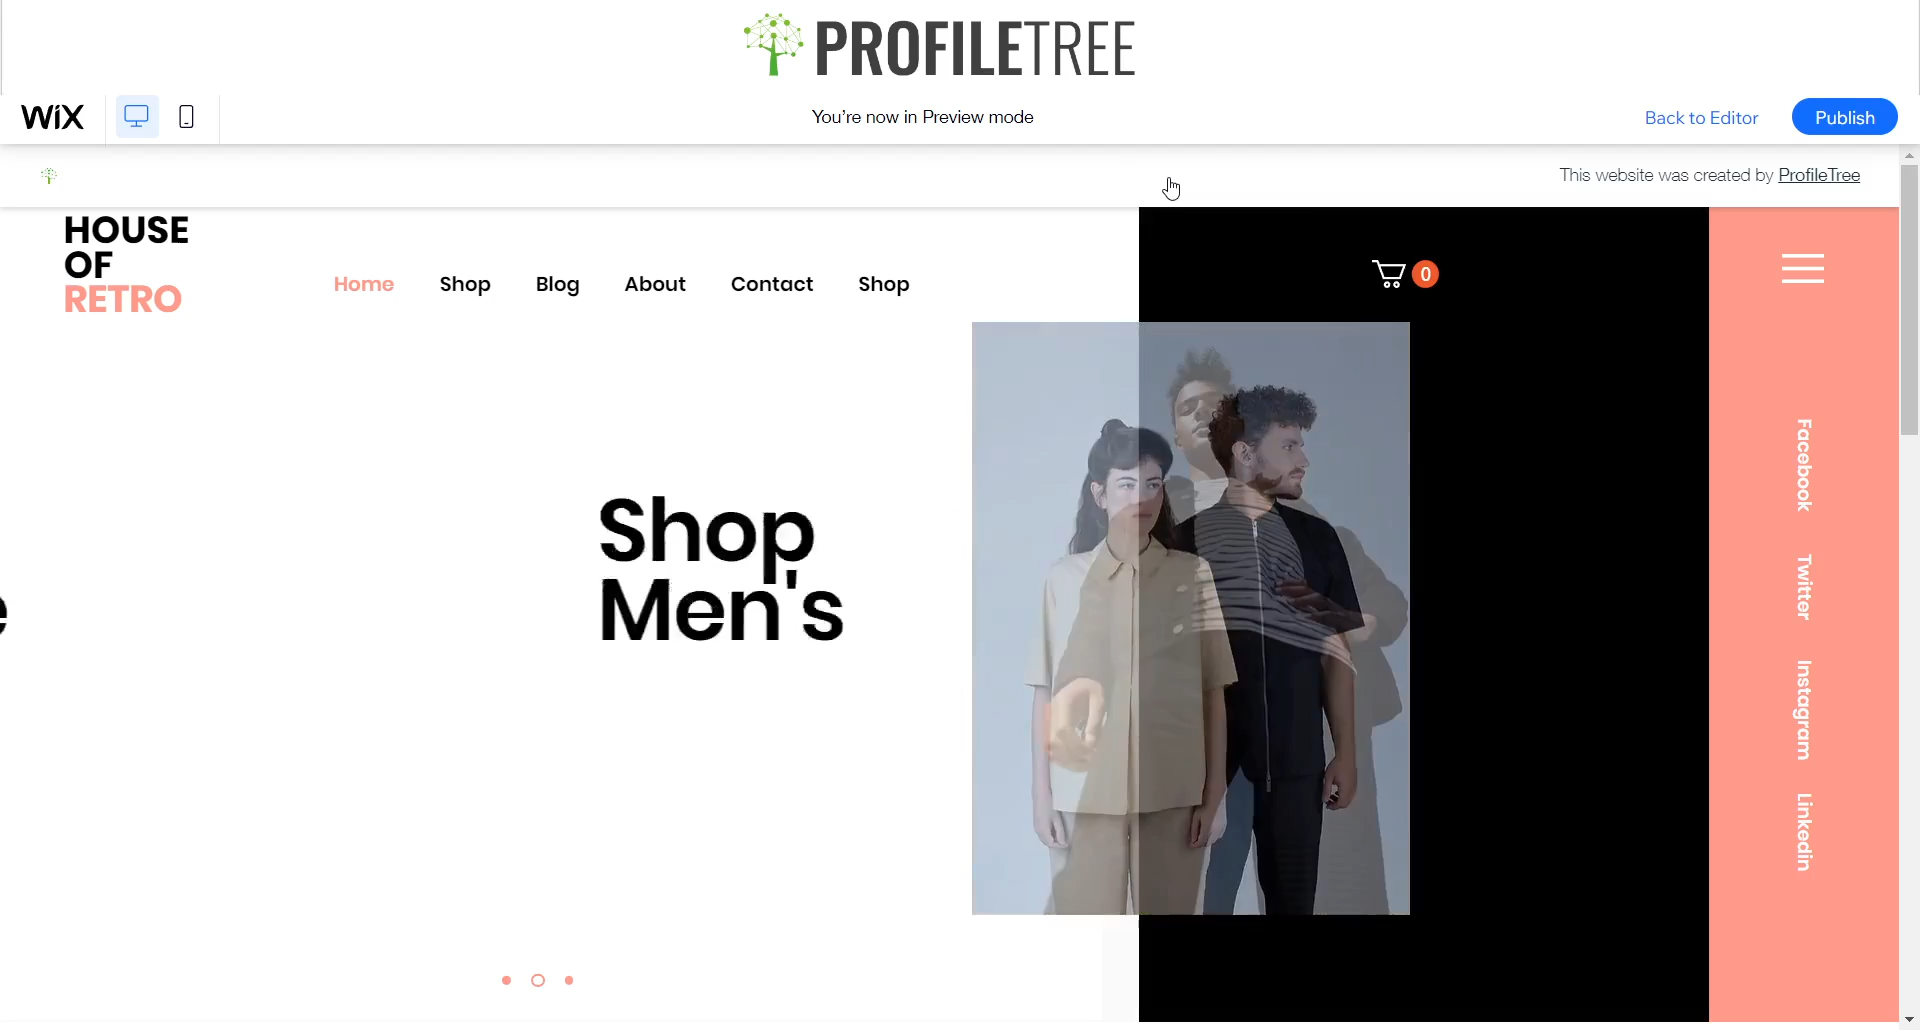 PROFILETREE
WiX
You're now in Preview mode
Back to Editor
Publish
This website was created by ProfileTree
HOUSE
OF
RETRO
Home Shop Blog About Contact Shop
0
Shop
Men's
Facebook
Twitter
Instagram
Linkedin